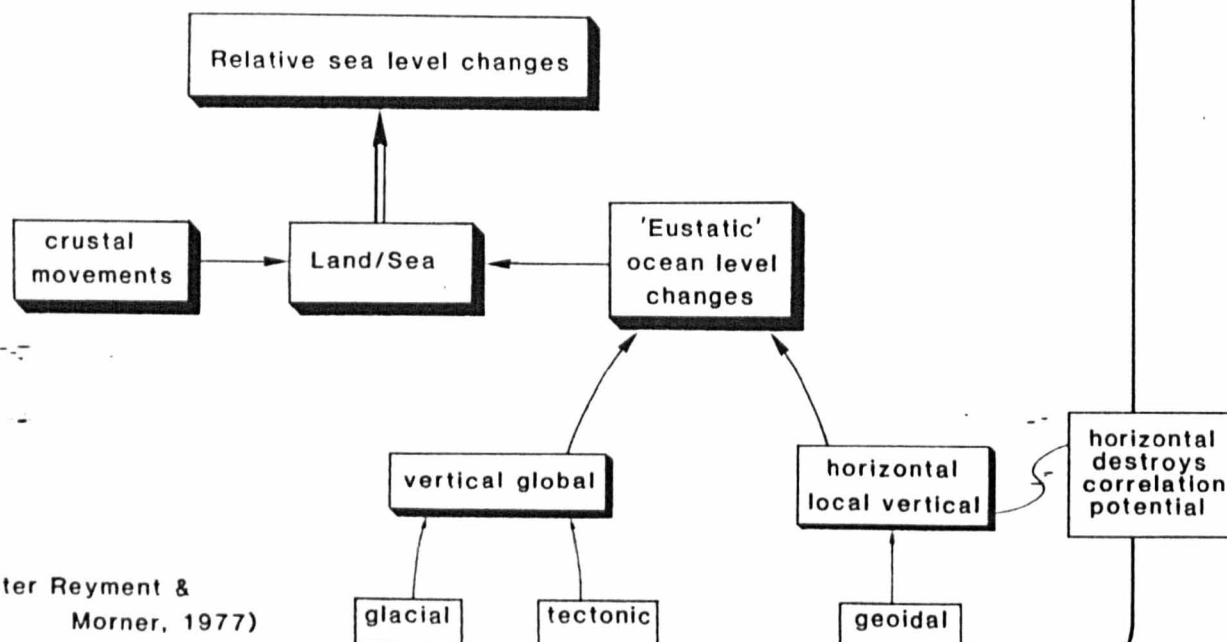 Relative sea level changes
crustal
movements
Land/Sea
'Eustatic'
ocean level
changes
vertical global
horizontal
local vertical
horizontal
destroys
correlation
potential
glacial
tectonic
geoidal
ter Reyment &
Morner, 1977)